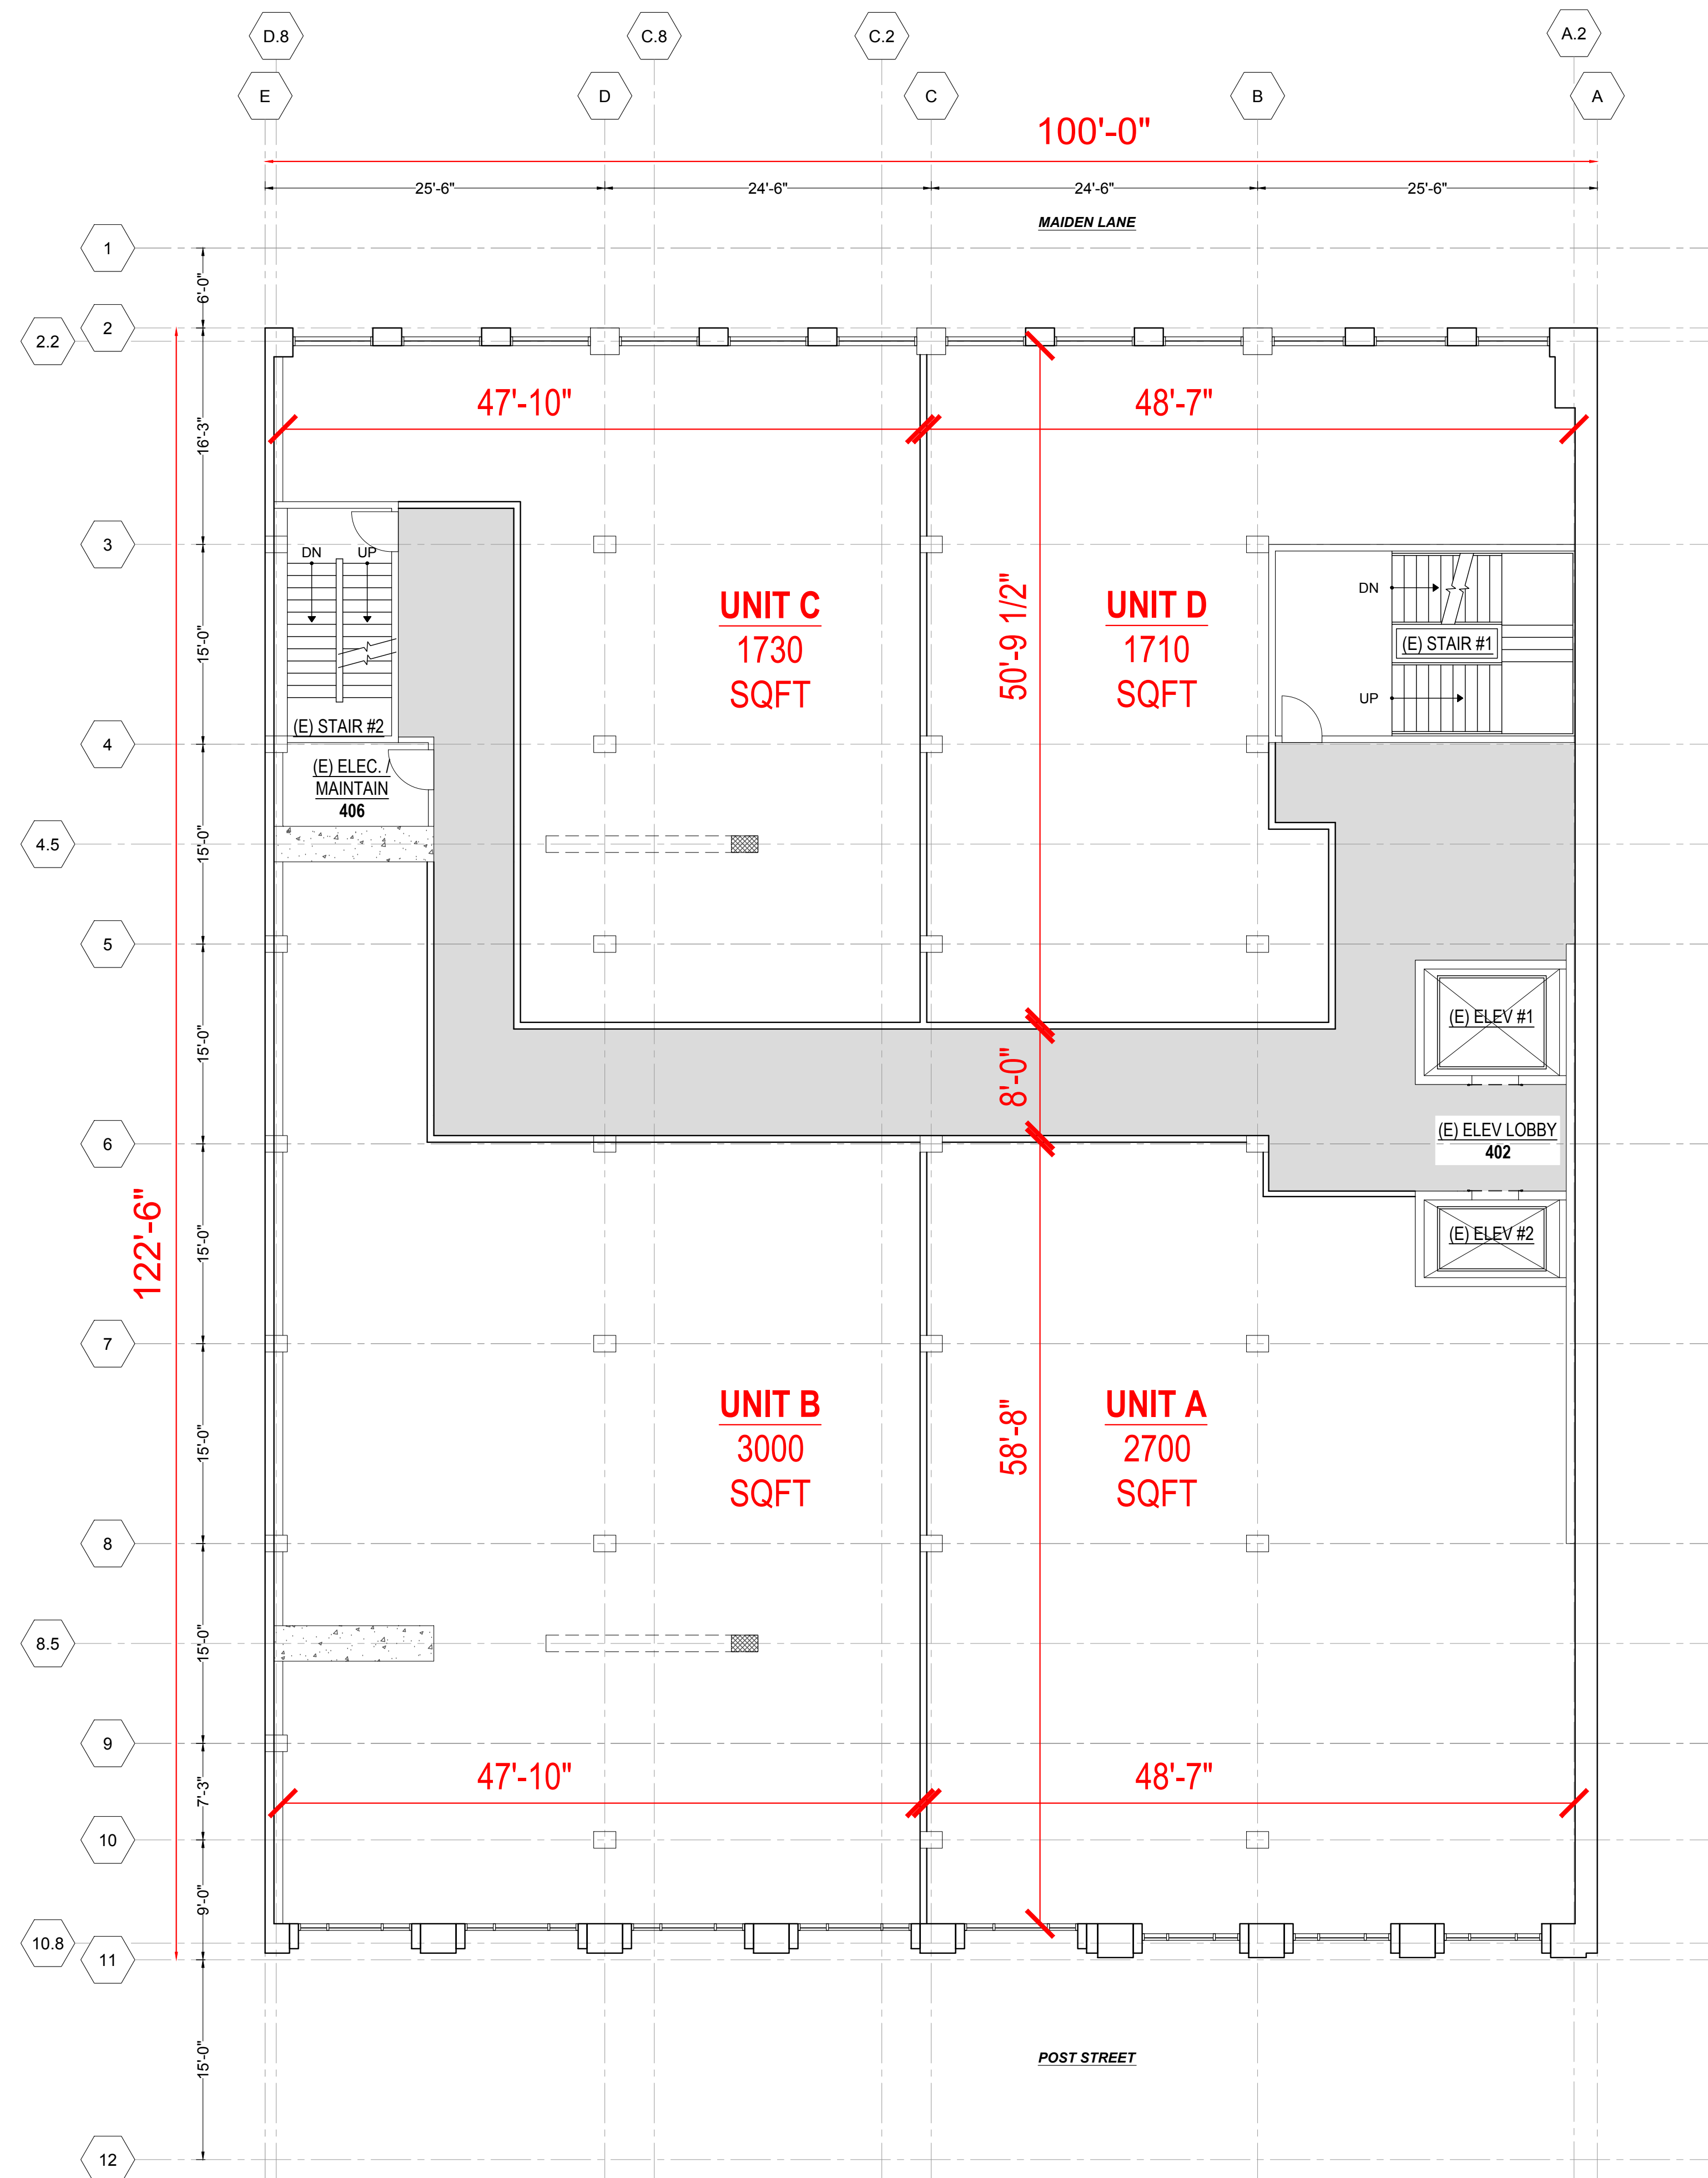 D.8
C.8
C.2
A.2
E
D
C
B
A
100'-0"
25'-6"
24'-6"
24'-6"
25'-6"
MAIDEN LANE
1
6'-0"
2
2.2
47'-10"
48'-7"
16'-3"
3
DN
UP
15'-0"
UNIT C
1730
SQFT
50'-9 1/2"
UNIT D
1710
SQFT
DN
(E) STAIR #1
UP
(E) STAIR #2
4
(E) ELEC. /
MAINTAIN
406
4.5
15'-0"
5
15'-0"
(E) ELEV #1
8'-0"
6
(E) ELEV LOBBY
402
122'-6"
15'-0"
(E) ELEV #2
7
15'-0"
UNIT B
3000
SQFT
58'-8"
UNIT A
2700
SQFT
8
8.5
15'-0"
9
7'-3"
47'-10"
48'-7"
10
9'-0"
10.8
11
15'-0"
POST STREET
12